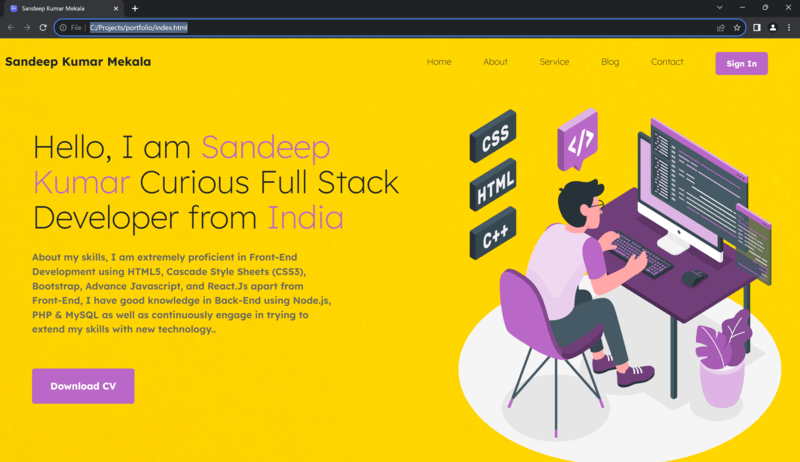 Sandeep Kumar Mekala
File
C:/Projects/portfolio/index.html
Sandeep Kumar Mekala
Home
About
Service
Blog
Contact
Sign In
Hello, I am Sandeep
Kumar Curious Full Stack
Developer from India
About my skills, I am extremely proficient in Front-End
Development using HTML5, Cascade Style Sheets (CSS3),
Bootstrap, Advance Javascript, and React.Js apart from
Front-End, I have good knowledge in Back-End using Node.js,
PHP & MySQL as well as continuously engage in trying to
extend my skills with new technology..
Download CV
CSS
</>
HTML
C++